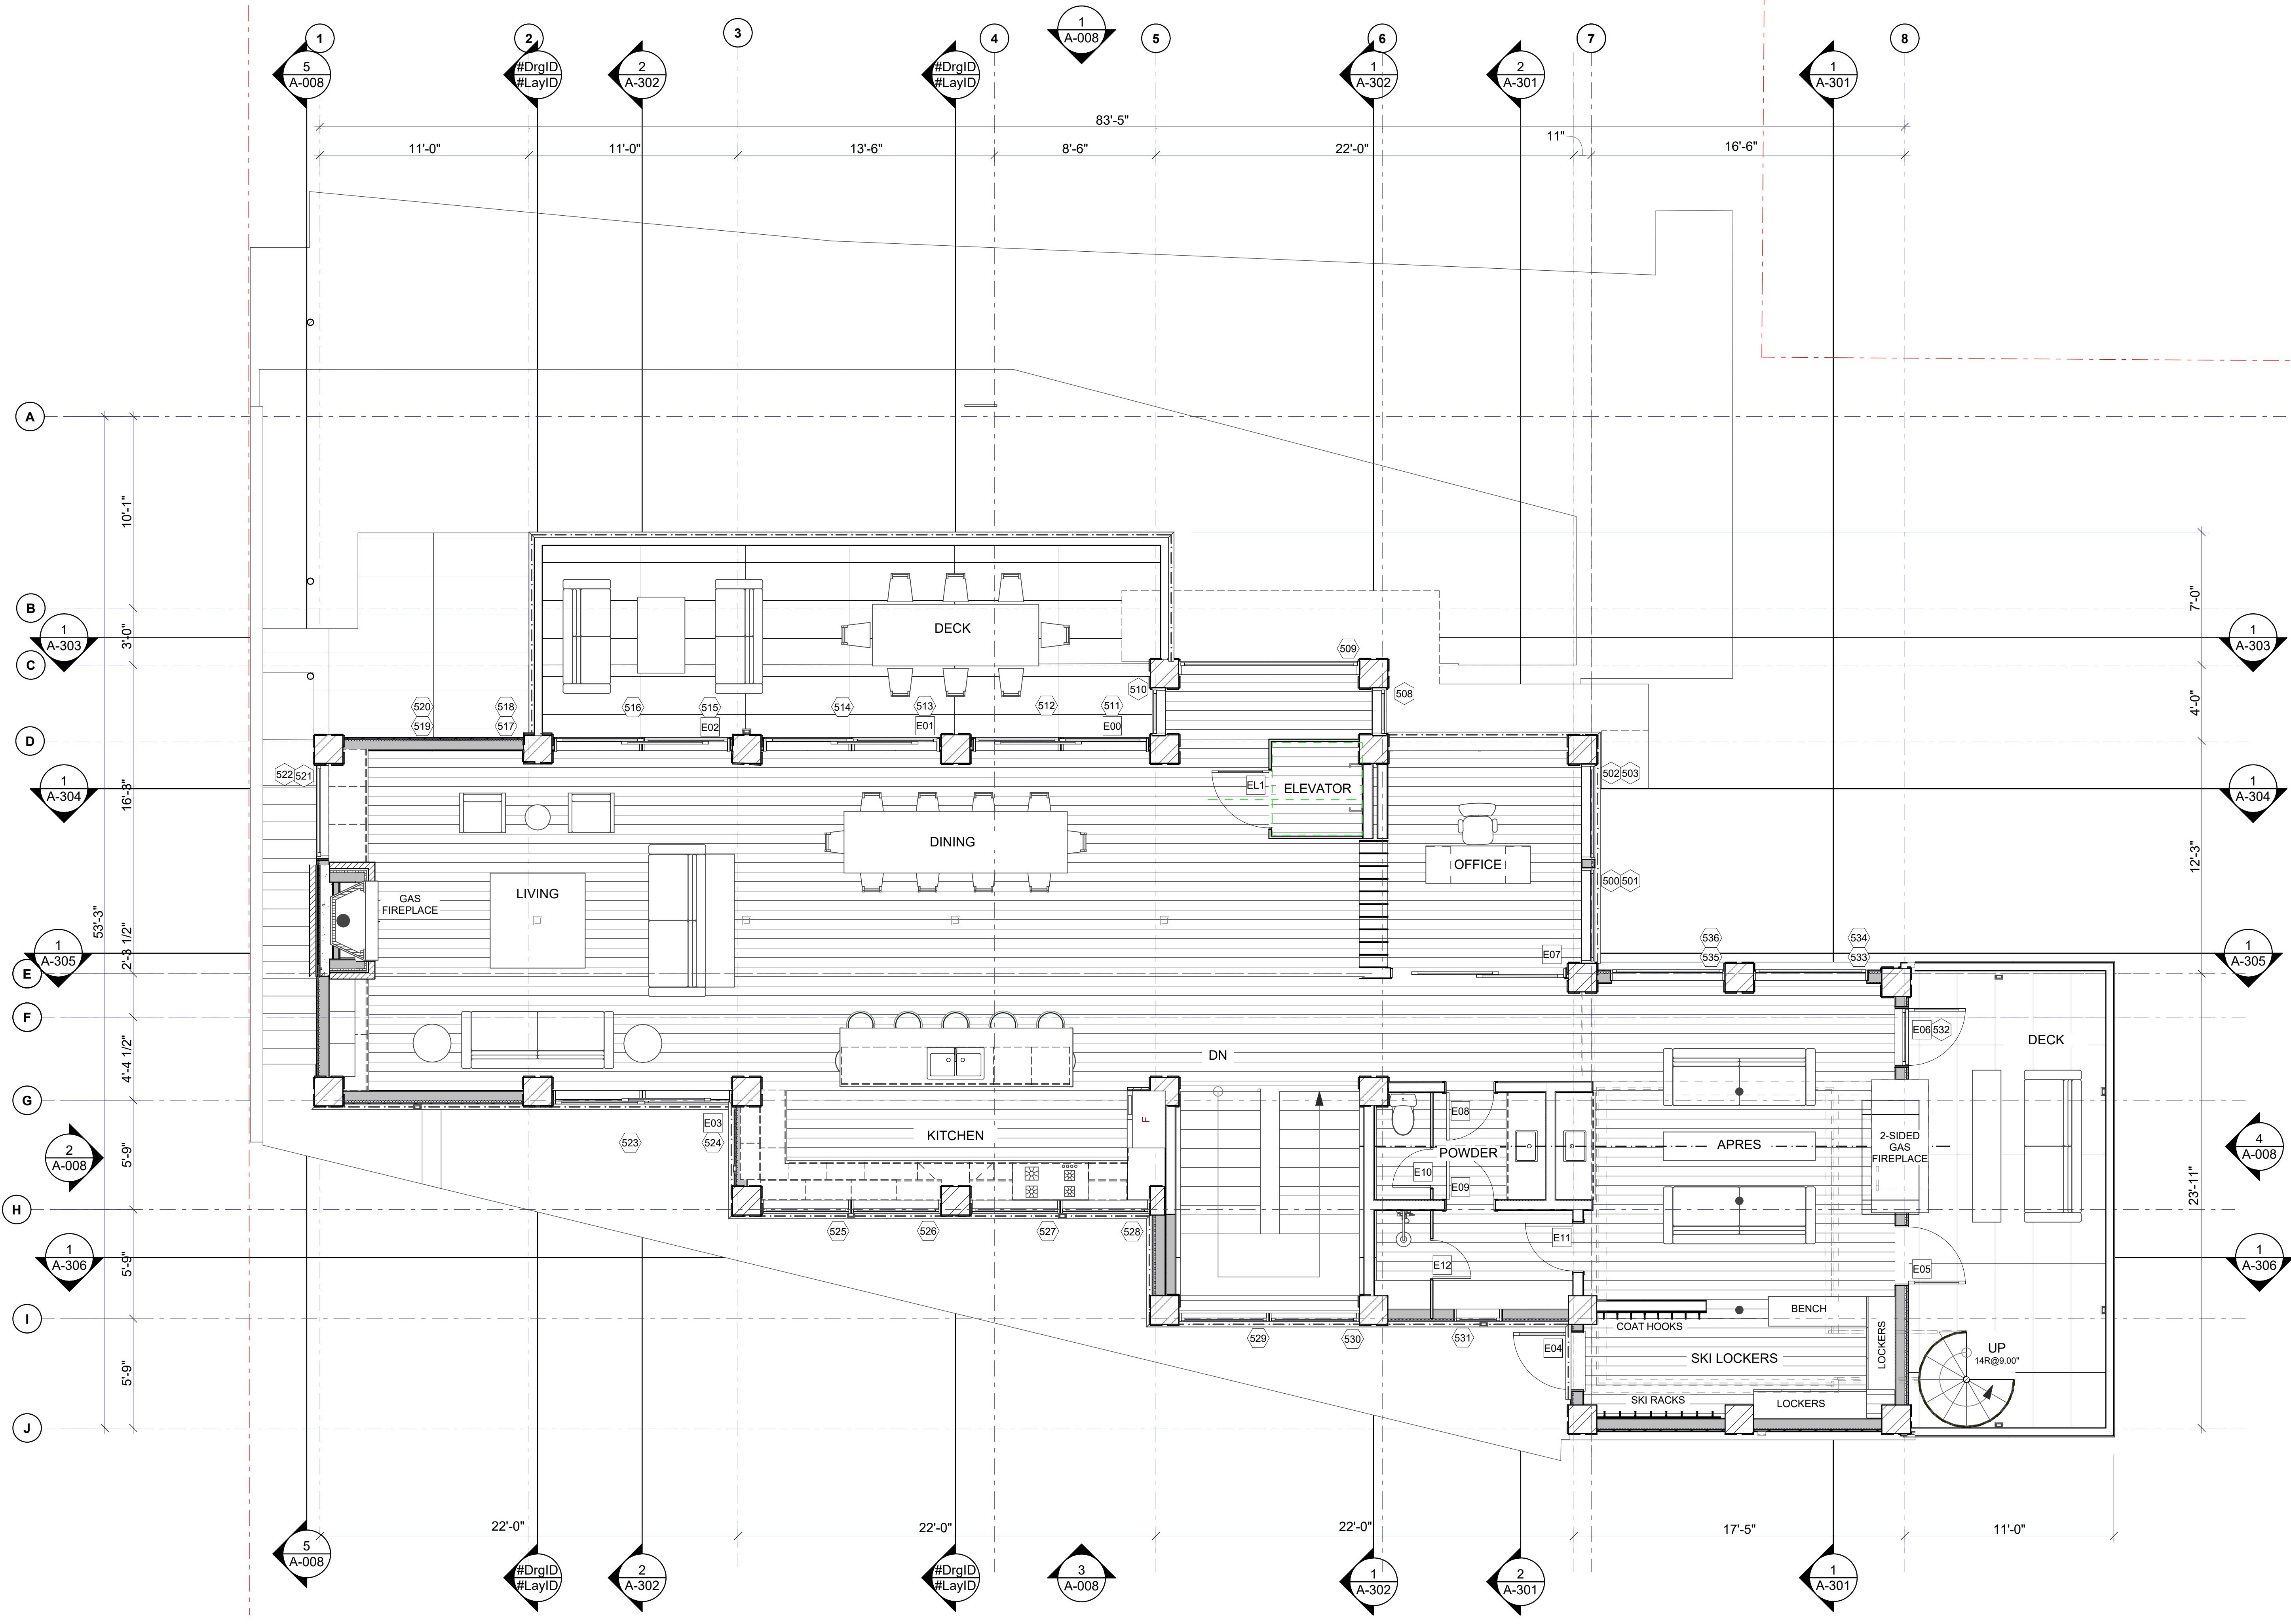 1
2
3
4
1
A-008
5
6
7
8
5
A-008
#DrgID
#LayID
2
A-302
#DrgID
#LayID
1
A-302
2
A-301
1
A-301
83'-5"
11'-0"
11'-0"
13'-6"
8'-6"
22'-0"
11"
16'-6"
A
10'-1"
B
7'-0"
DECK
1
A-303
3'-0"
1
A-303
509
C
510
508
4'-0"
520
518
516
515
514
513
512
511
519
517
E02
E01
E00
D
522
521
502
503
1
A-304
16'-3"
EL1
ELEVATOR
1
A-304
DINING
OFFICE
12'-3"
500
501
LIVING
GAS
FIREPLACE
53'-3"
2'-3 1/2"
536
534
1
A-305
E07
535
533
1
A-305
E
F
E06
532
DECK
DN
4'-4 1/2"
G
E03
F
E08
523
524
KITCHEN
APRES
2-SIDED
GAS
FIREPLACE
2
A-008
5'-9"
POWDER
4
A-008
E10
E09
23'-11"
H
525
526
527
528
E11
1
A-306
5'-9"
E12
E05
1
A-306
BENCH
I
COAT HOOKS
529
530
531
E04
LOCKERS
UP
14R@9.00"
SKI LOCKERS
5'-9"
SKI RACKS
LOCKERS
J
22'-0"
22'-0"
22'-0"
17'-5"
11'-0"
5
A-008
#DrgID
#LayID
2
A-302
#DrgID
#LayID
3
A-008
1
A-302
2
A-301
1
A-301